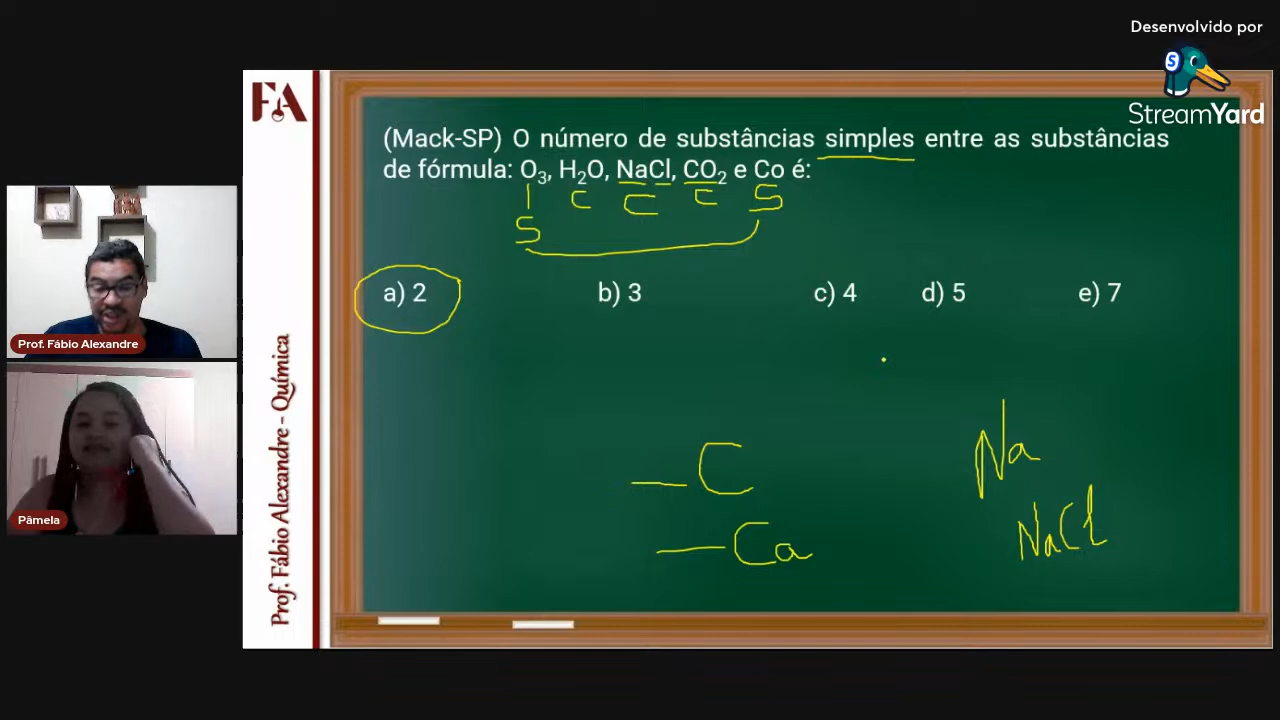 Desenvolvido por
StreamYard
FA
(Mack-SP) O número de substâncias simples entre as substâncias
de fórmula: O₃, H₂O, NaCl, CO₂ e Co é:
S C C C S
a) 2 b) 3 c) 4 d) 5 e) 7
Na
C
NaCl
Ca
Prof. Fábio Alexandre - Química
Prof. Fábio Alexandre
Pâmela